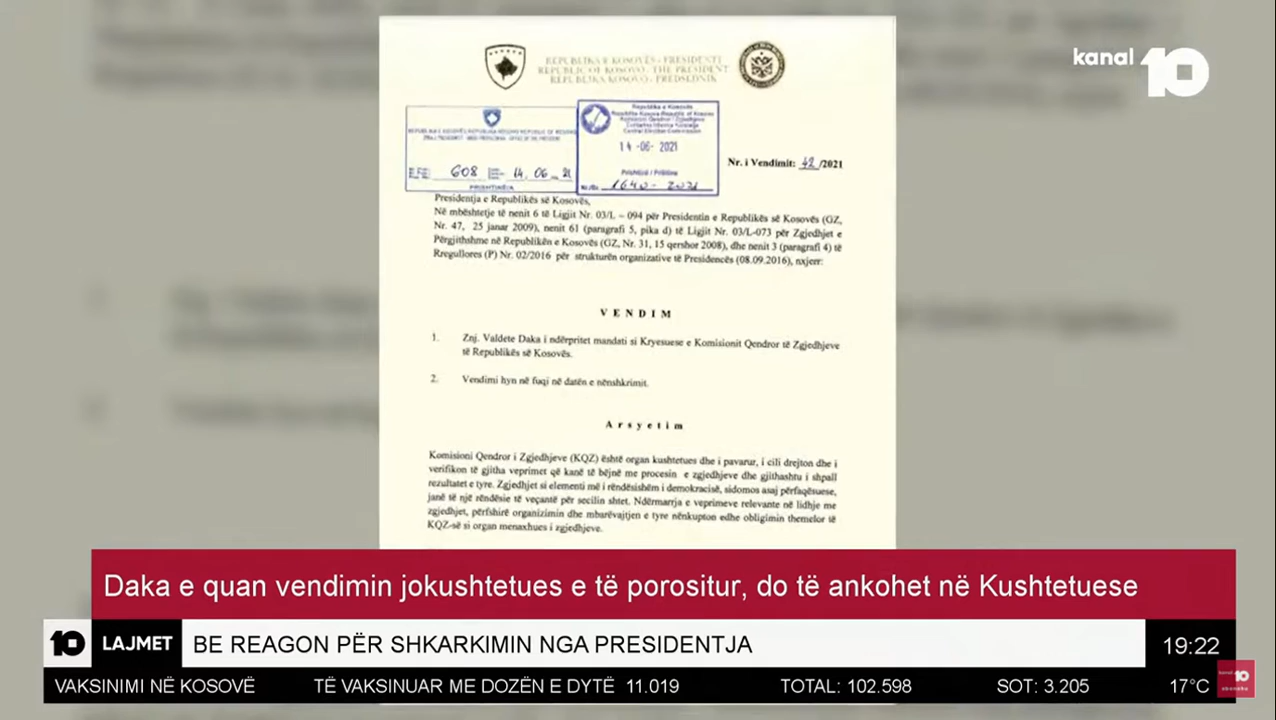 kanal 10
REPUBLIKA E KOSOVËS - PRESIDENTI
REPUBLIC OF KOSOVO - THE PRESIDENT
REPUBLIKA KOSOVO - PREDSEDNIK
Republika e Kosovës
Central Election Commission
14 -06- 2021
Prishtinë / Priština
1640-2021
608
14.06.21
PRISHTINË/A
Nr. i Vendimit: 42/2021
Presidentja e Republikës së Kosovës,
Në mbështetje të nenit 6 të Ligjit Nr. 03/L – 094 për Presidentin e Republikës së Kosovës (GZ,
Nr. 47, 25 janar 2009), nenit 61 (paragrafi 5, pika d) të Ligjit Nr. 03/L-073 për Zgjedhjet e
Përgjithshme në Republikën e Kosovës (GZ, Nr. 31, 15 qershor 2008), dhe nenit 3 (paragrafi 4) të
Rregullores (P) Nr. 02/2016 për strukturën organizative të Presidencës (08.09.2016), nxjerr:
V E N D I M
1. Znj. Valdete Daka i ndërpritet mandati si Kryesuese e Komisionit Qendror të Zgjedhjeve
të Republikës së Kosovës.
2. Vendimi hyn në fuqi në datën e nënshkrimit.
A r s y e t i m
Komisioni Qendror i Zgjedhjeve (KQZ) është organ kushtetues dhe i pavarur, i cili drejton dhe i
verifikon të gjitha veprimet që kanë të bëjnë me procesin e zgjedhjeve dhe gjithashtu i shpall
rezultatet e tyre. Zgjedhjet si elementi më i rëndësishëm i demokracisë, sidomos asaj përfaqësuese,
janë të një rëndësie të veçantë për secilin shtet. Ndërmarrja e veprimeve relevante në lidhje me
zgjedhjet, përfshirë organizimin dhe mbarëvajtjen e tyre nënkupton edhe obligimin themelor të
KQZ-së si organ menaxhues i zgjedhjeve.
Daka e quan vendimin jokushtetues e të porositur, do të ankohet në Kushtetuese
10 LAJMET BE REAGON PËR SHKARKIMIN NGA PRESIDENTJA 19:22
VAKSINIMI NË KOSOVË TË VAKSINUAR ME DOZËN E DYTË 11.019 TOTAL: 102.598 SOT: 3.205 17°C
kanal 10